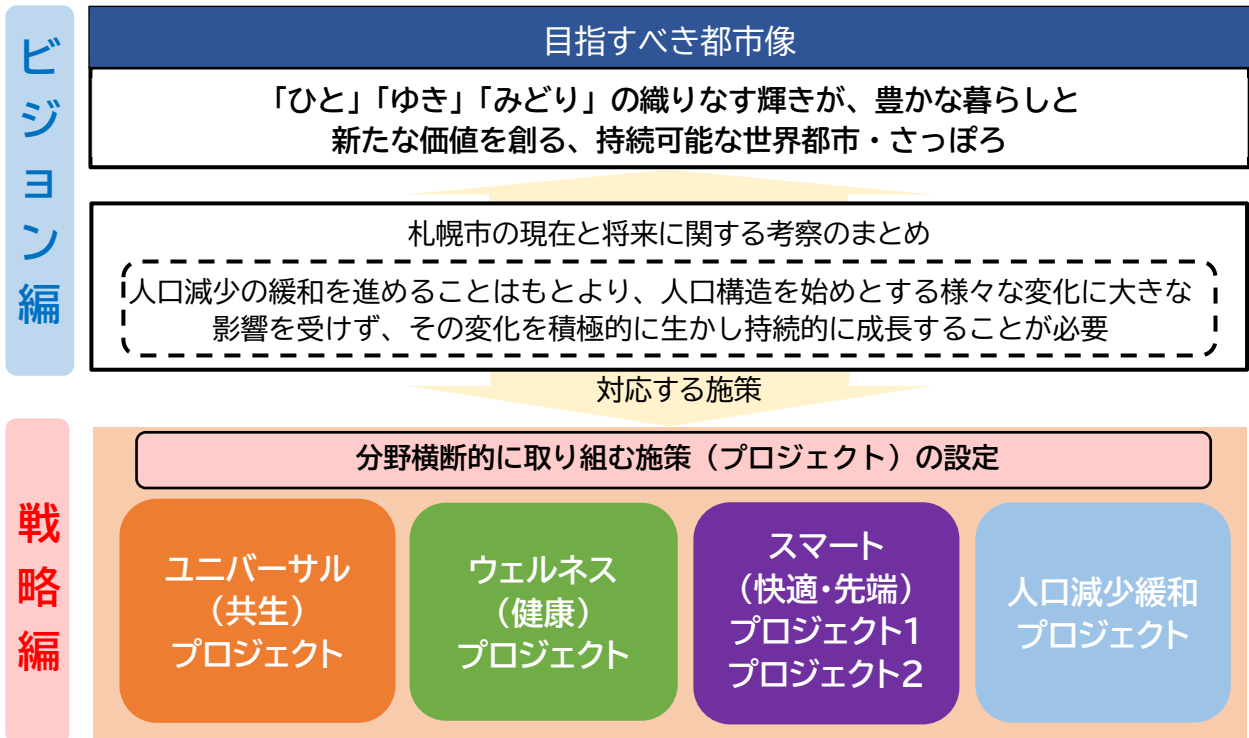 ビジョン編
目指すべき都市像
「ひと」「ゆき」「みどり」の織りなす輝きが、豊かな暮らしと
新たな価値を創る、持続可能な世界都市・さっぽろ
札幌市の現在と将来に関する考察のまとめ
人口減少の緩和を進めることはもとより、人口構造を始めとする様々な変化に大きな
影響を受けず、その変化を積極的に生かし持続的に成長することが必要
対応する施策
戦略編
分野横断的に取り組む施策（プロジェクト）の設定
ユニバーサル
（共生）
プロジェクト
ウェルネス
（健康）
プロジェクト
スマート
（快適・先端）
プロジェクト1
プロジェクト2
人口減少緩和
プロジェクト